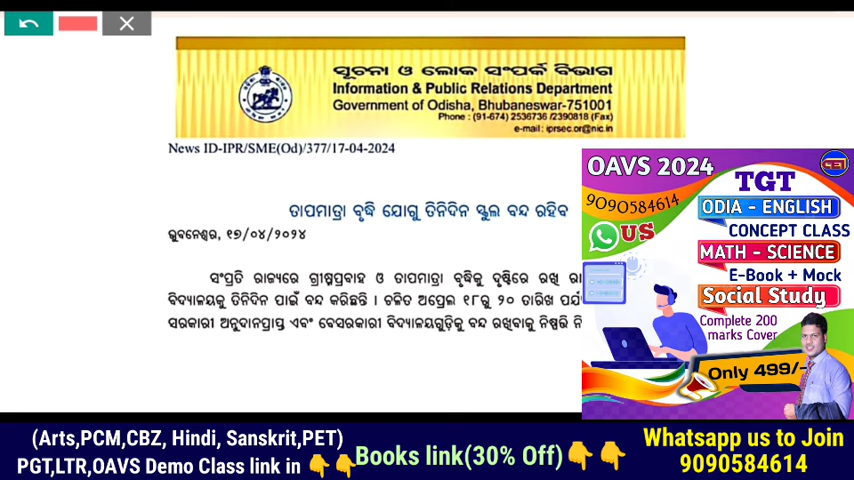 ସୂଚନା ଓ ଲୋକ ସଂପର୍କ ବିଭାଗ
Information & Public Relations Department
Government of Odisha, Bhubaneswar-751001
Phone : (91-674) 2536736 /2390818 (Fax)
e-mail : iprsec.or@nic.in
News ID-IPR/SME(Od)/377/17-04-2024
ତାପମାତ୍ରା ବୃଦ୍ଧି ଯୋଗୁ ତିନିଦିନ ସ୍କୁଲ ବନ୍ଦ ରହିବ
ଭୁବନେଶ୍ୱର, ୧୭/୦୪/୨୦୨୪
ସଂପ୍ରତି ରାଜ୍ୟରେ ଗ୍ରୀଷ୍ମପ୍ରବାହ ଓ ତାପମାତ୍ରା ବୃଦ୍ଧିକୁ ଦୃଷ୍ଟିରେ ରଖି
ବିଦ୍ୟାଳୟକୁ ତିନିଦିନ ପାଇଁ ବନ୍ଦ କରିଛନ୍ତି । ଚଳିତ ଅପ୍ରେଲ ୧୮ରୁ ୨୦ ତାରିଖ
ସରକାରୀ ଅନୁଦାନପ୍ରାପ୍ତ ଏବଂ ବେସରକାରୀ ବିଦ୍ୟାଳୟଗୁଡ଼ିକୁ ବନ୍ଦ ରଖିବାକୁ ନିଷ୍ପତ୍ତି
OAVS 2024
TGT
9090584614
US
ODIA - ENGLISH
CONCEPT CLASS
MATH - SCIENCE
E-Book + Mock
Social Study
Complete 200
marks Cover
Only 499/-
(Arts,PCM,CBZ, Hindi, Sanskrit,PET)
PGT,LTR,OAVS Demo Class link in 👇👇
Books link(30% Off)👇👇
Whatsapp us to Join
9090584614